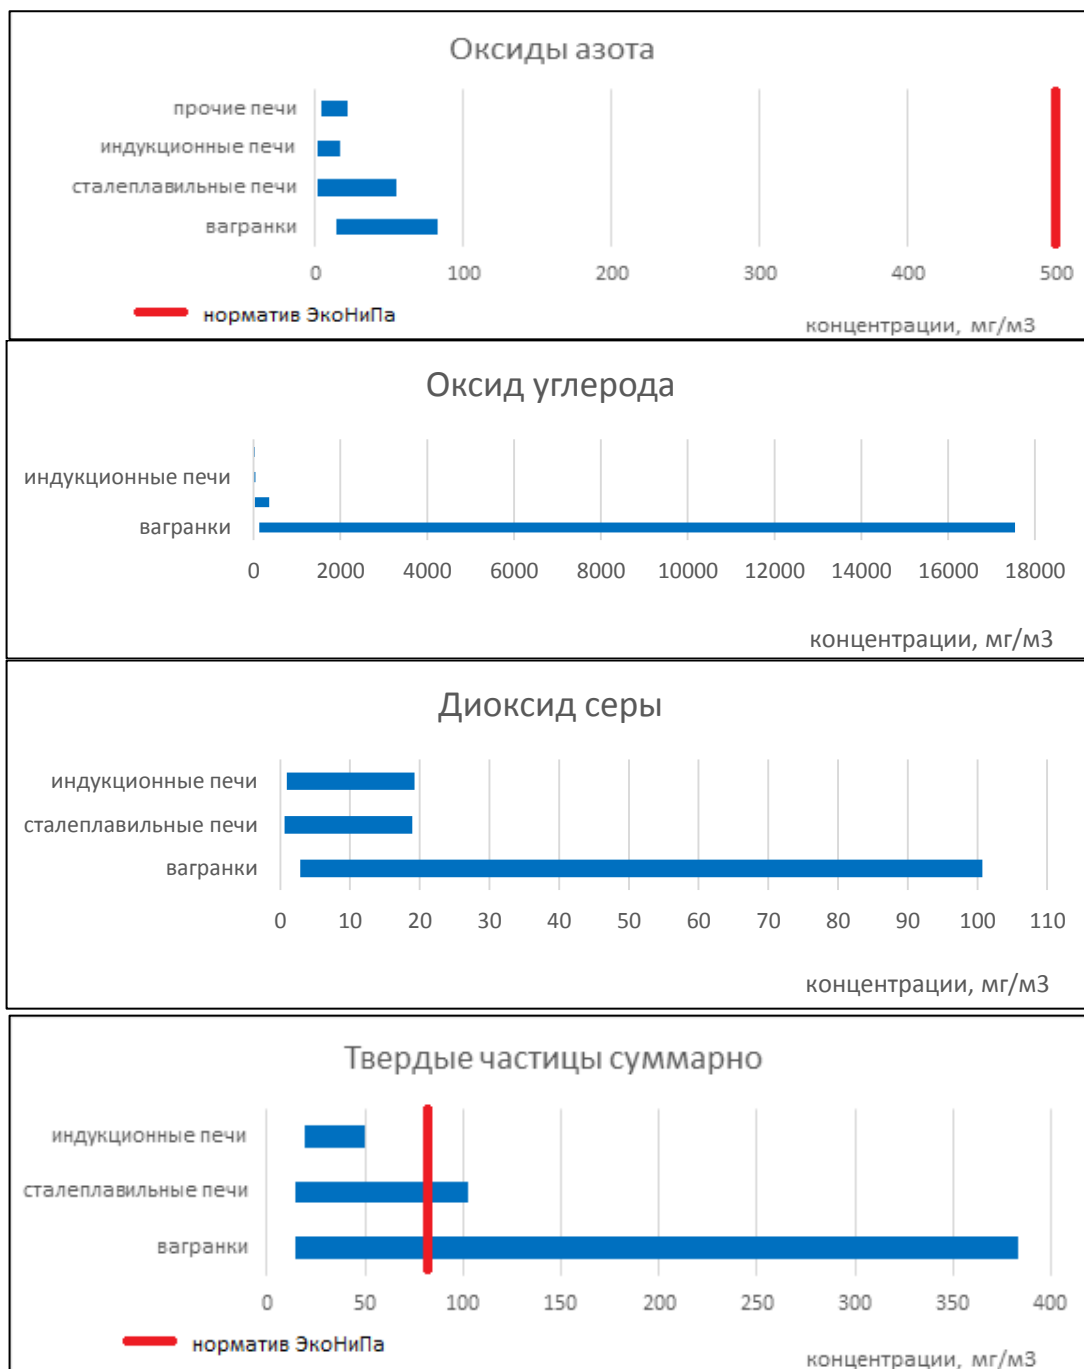 Оксиды азота
прочие печи
индукционные печи
сталеплавильные печи
вагранки
0 100 200 300 400 500
норматив ЭкоНиПа
концентрации, мг/м3
Оксид углерода
индукционные печи
вагранки
0 2000 4000 6000 8000 10000 12000 14000 16000 18000
концентрации, мг/м3
Диоксид серы
индукционные печи
сталеплавильные печи
вагранки
0 10 20 30 40 50 60 70 80 90 100 110
концентрации, мг/м3
Твердые частицы суммарно
индукционные печи
сталеплавильные печи
вагранки
0 50 100 150 200 250 300 350 400
норматив ЭкоНиПа
концентрации, мг/м3